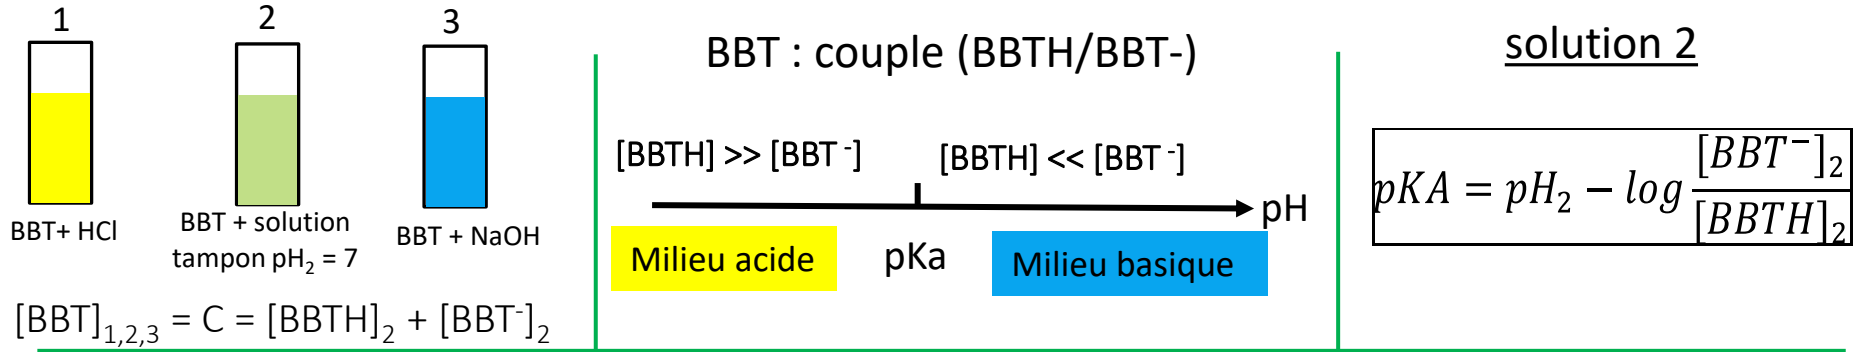 1 2 3
BBT+ HCl
BBT + solution
tampon pH₂ = 7
BBT + NaOH
[BBT]₁,₂,₃ = C = [BBTH]₂ + [BBT⁻]₂
BBT : couple (BBTH/BBT-)
[BBTH] >> [BBT ⁻] [BBTH] << [BBT ⁻]
pH
Milieu acide pKa Milieu basique
solution 2
pKA = pH₂ − log [BBT⁻]₂ / [BBTH]₂